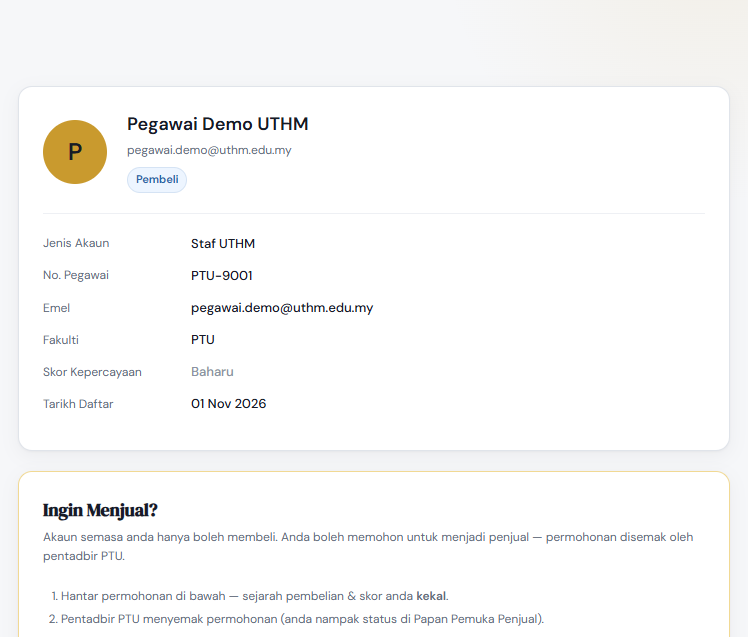 P
Pegawai Demo UTHM
pegawai.demo@uthm.edu.my
Pembeli
Jenis Akaun Staf UTHM
No. Pegawai PTU-9001
Emel pegawai.demo@uthm.edu.my
Fakulti PTU
Skor Kepercayaan Baharu
Tarikh Daftar 01 Nov 2026
Ingin Menjual?
Akaun semasa anda hanya boleh membeli. Anda boleh memohon untuk menjadi penjual — permohonan disemak oleh
pentadbir PTU.
1. Hantar permohonan di bawah — sejarah pembelian & skor anda kekal.
2. Pentadbir PTU menyemak permohonan (anda nampak status di Papan Pemuka Penjual).